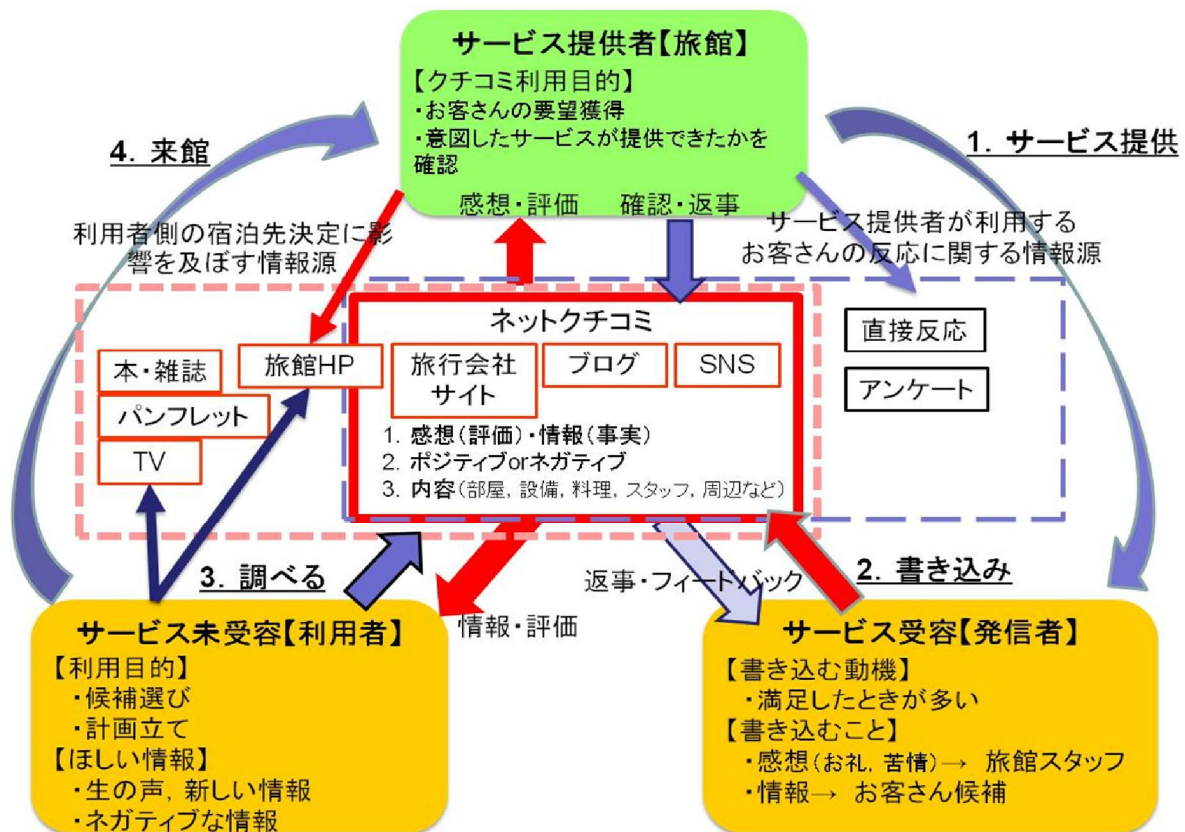 サービス提供者【旅館】
【クチコミ利用目的】
・お客さんの要望獲得
・意図したサービスが提供できたかを
確認
感想・評価
確認・返事
4. 来館
1. サービス提供
利用者側の宿泊先決定に影
響を及ぼす情報源
サービス提供者が利用する
お客さんの反応に関する情報源
ネットクチコミ
本・雑誌
パンフレット
TV
旅館HP
旅行会社
サイト
ブログ
SNS
直接反応
アンケート
1. 感想(評価)・情報(事実)
2. ポジティブorネガティブ
3. 内容(部屋, 設備, 料理, スタッフ, 周辺など)
3. 調べる
情報・評価
返事・フィードバック
2. 書き込み
サービス未受容【利用者】
【利用目的】
・候補選び
・計画立て
【ほしい情報】
・生の声, 新しい情報
・ネガティブな情報
サービス受容【発信者】
【書き込む動機】
・満足したときが多い
【書き込むこと】
・感想(お礼, 苦情)→ 旅館スタッフ
・情報→ お客さん候補